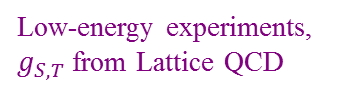 Low-energy experiments,
g_{S,T} from Lattice QCD